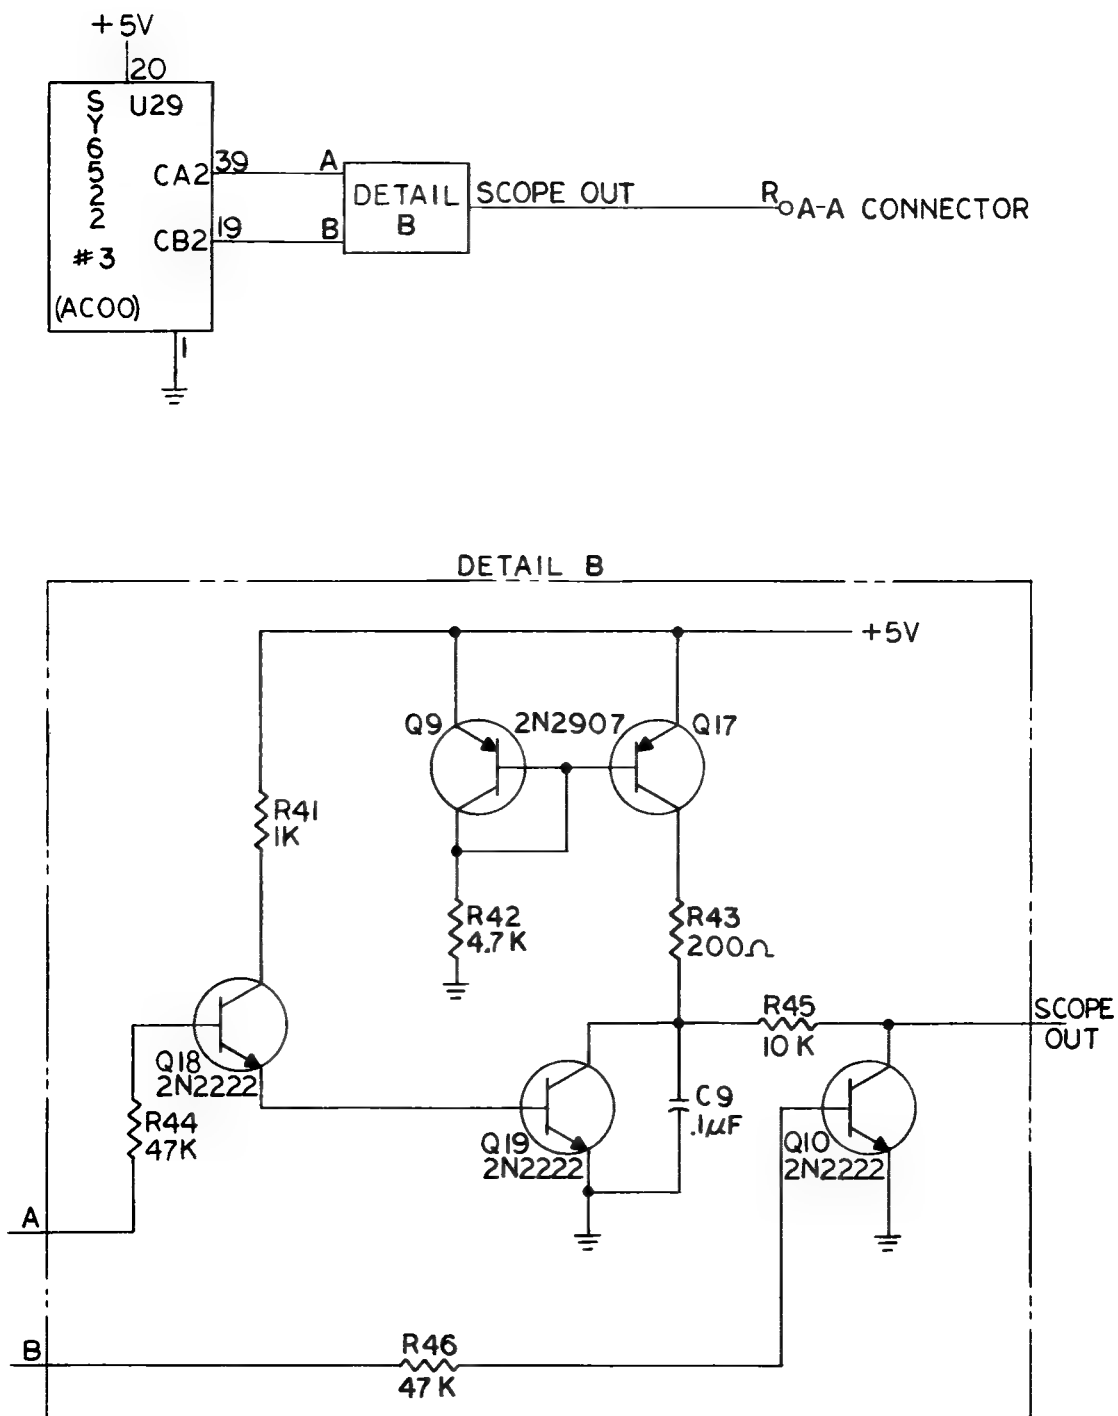 +5V
20
SY6522
U29
CA2
39
A
DETAIL
B
SCOPE OUT
R
A-A CONNECTOR
CB2
19
B
#3
(AC00)
1
DETAIL B
+5V
Q9
2N2907
Q17
R41
1K
R42
4.7K
R43
200Ω
R45
10K
SCOPE
OUT
Q18
2N2222
R44
47K
Q19
2N2222
C9
.1µF
Q10
2N2222
A
B
R46
47K